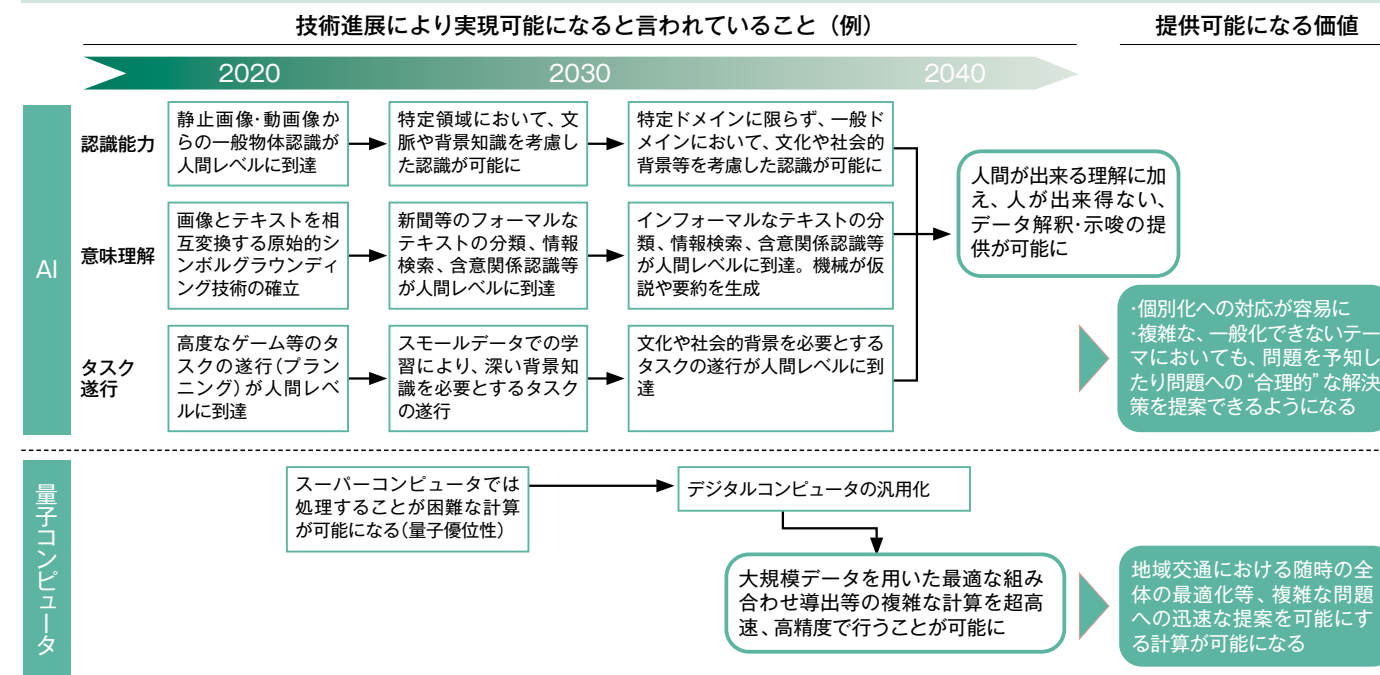 技術進展により実現可能になると言われていること（例）
提供可能になる価値
2020
2030
2040
AI
認識能力
静止画像・動画像か
らの一般物体認識が
人間レベルに到達
特定領域において、文
脈や背景知識を考慮し
た認識が可能に
特定ドメインに限らず、一般ド
メインにおいて、文化や社会的
背景等を考慮した認識が可能に
意味理解
画像とテキストを相
互変換する原始的シ
ンボルグラウンディ
ング技術の確立
新聞等のフォーマルな
テキストの分類、情報
検索、含意関係認識等
が人間レベルに到達
インフォーマルなテキストの分
類、情報検索、含意関係認識等
が人間レベルに到達。機械が仮
説や要約を生成
タスク
遂行
高度なゲーム等のタ
スクの遂行（プラン
ニング）が人間レベ
ルに到達
スモールデータでの学
習により、深い背景知
識を必要とするタスク
の遂行
文化や社会的背景を必要とする
タスクの遂行が人間レベルに到
達
人間が出来る理解に加
え、人が出来得ない、
データ解釈・示唆の提
供が可能に
・個別化への対応が容易に
・複雑な、一般化できないテー
マにおいても、問題を予知し
たり問題への“合理的”な解決
策を提案できるようになる
量子コンピュータ
スーパーコンピュータでは
処理することが困難な計算
が可能になる（量子優位性）
デジタルコンピュータの汎用化
大規模データを用いた最適な組み
合わせ導出等の複雑な計算を超高
速、高精度で行うことが可能に
地域交通における随時の全
体の最適化等、複雑な問題
への迅速な提案を可能にす
る計算が可能になる